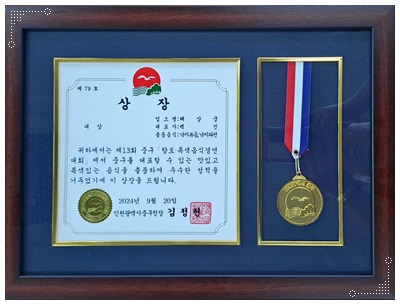 제 79 호
상 장
업 소 명:해 상 궁
대 상
대 표 자:박 진
출품음식:낙지볶음,낙지라면
귀하께서는 제13회 중구「향토·특색음식경연
대회」에서 중구를 대표할 수 있는 맛있고
특색있는 음식을 출품하여 우수한 성적을
거두었기에 이 상장을 드립니다.
2024년 9월 20일
인천광역시중구청장 김정헌